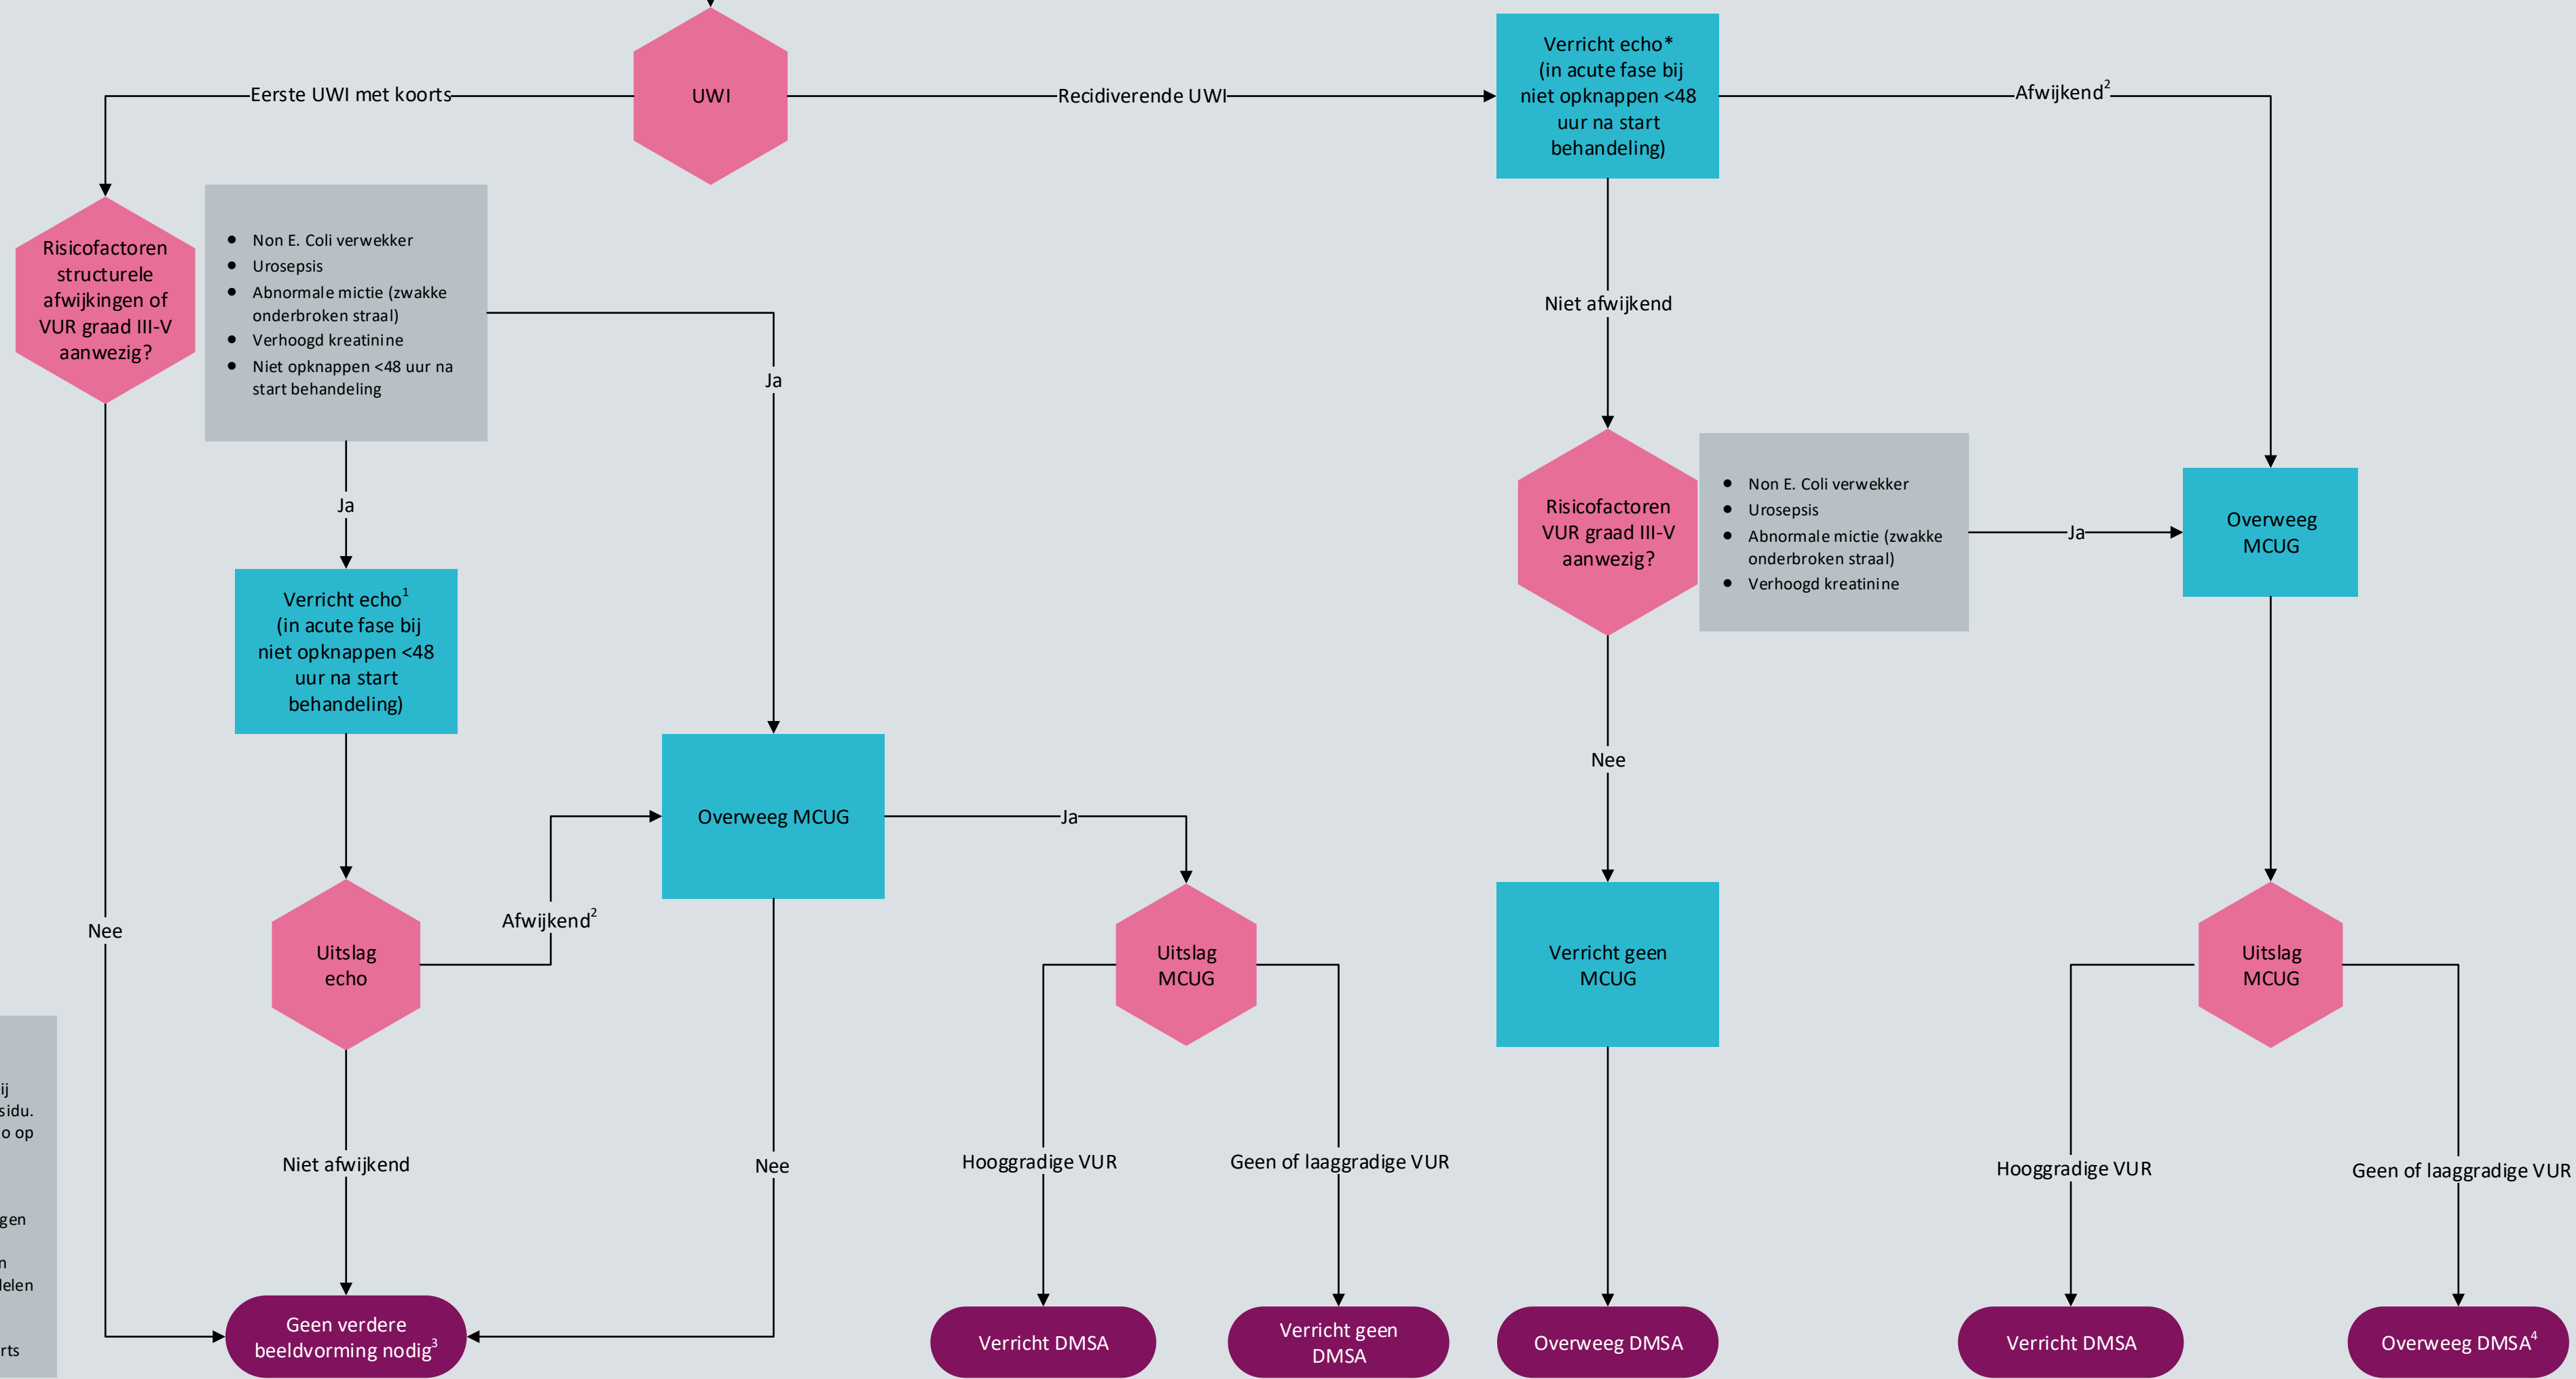 UWI
Eerste UWI met koorts
Recidiverende UWI
Verricht echo*
(in acute fase bij
niet opknappen <48
uur na start
behandeling)
Afwijkend2
Risicofactoren
structurele
afwijkingen of
VUR graad III-V
aanwezig?
● Non E. Coli verwekker
● Urosepsis
● Abnormale mictie (zwakke
onderbroken straal)
● Verhoogd kreatinine
● Niet opknappen <48 uur na
start behandeling
Ja
Ja
Verricht echo1
(in acute fase bij
niet opknappen <48
uur na start
behandeling)
Overweeg MCUG
Ja
Afwijkend2
Uitslag
echo
Nee
Niet afwijkend
Nee
Geen verdere
beeldvorming nodig3
Uitslag
MCUG
Hooggradige VUR
Geen of laaggradige VUR
Verricht DMSA
Verricht geen
DMSA
Niet afwijkend
Risicofactoren
VUR graad III-V
aanwezig?
● Non E. Coli verwekker
● Urosepsis
● Abnormale mictie (zwakke
onderbroken straal)
● Verhoogd kreatinine
Ja
Overweeg
MCUG
Nee
Verricht geen
MCUG
Overweeg DMSA
Uitslag
MCUG
Hooggradige VUR
Geen of laaggradige VUR
Verricht DMSA
Overweeg DMSA4
ij
sidu.
o op
gen
n
delen
rts